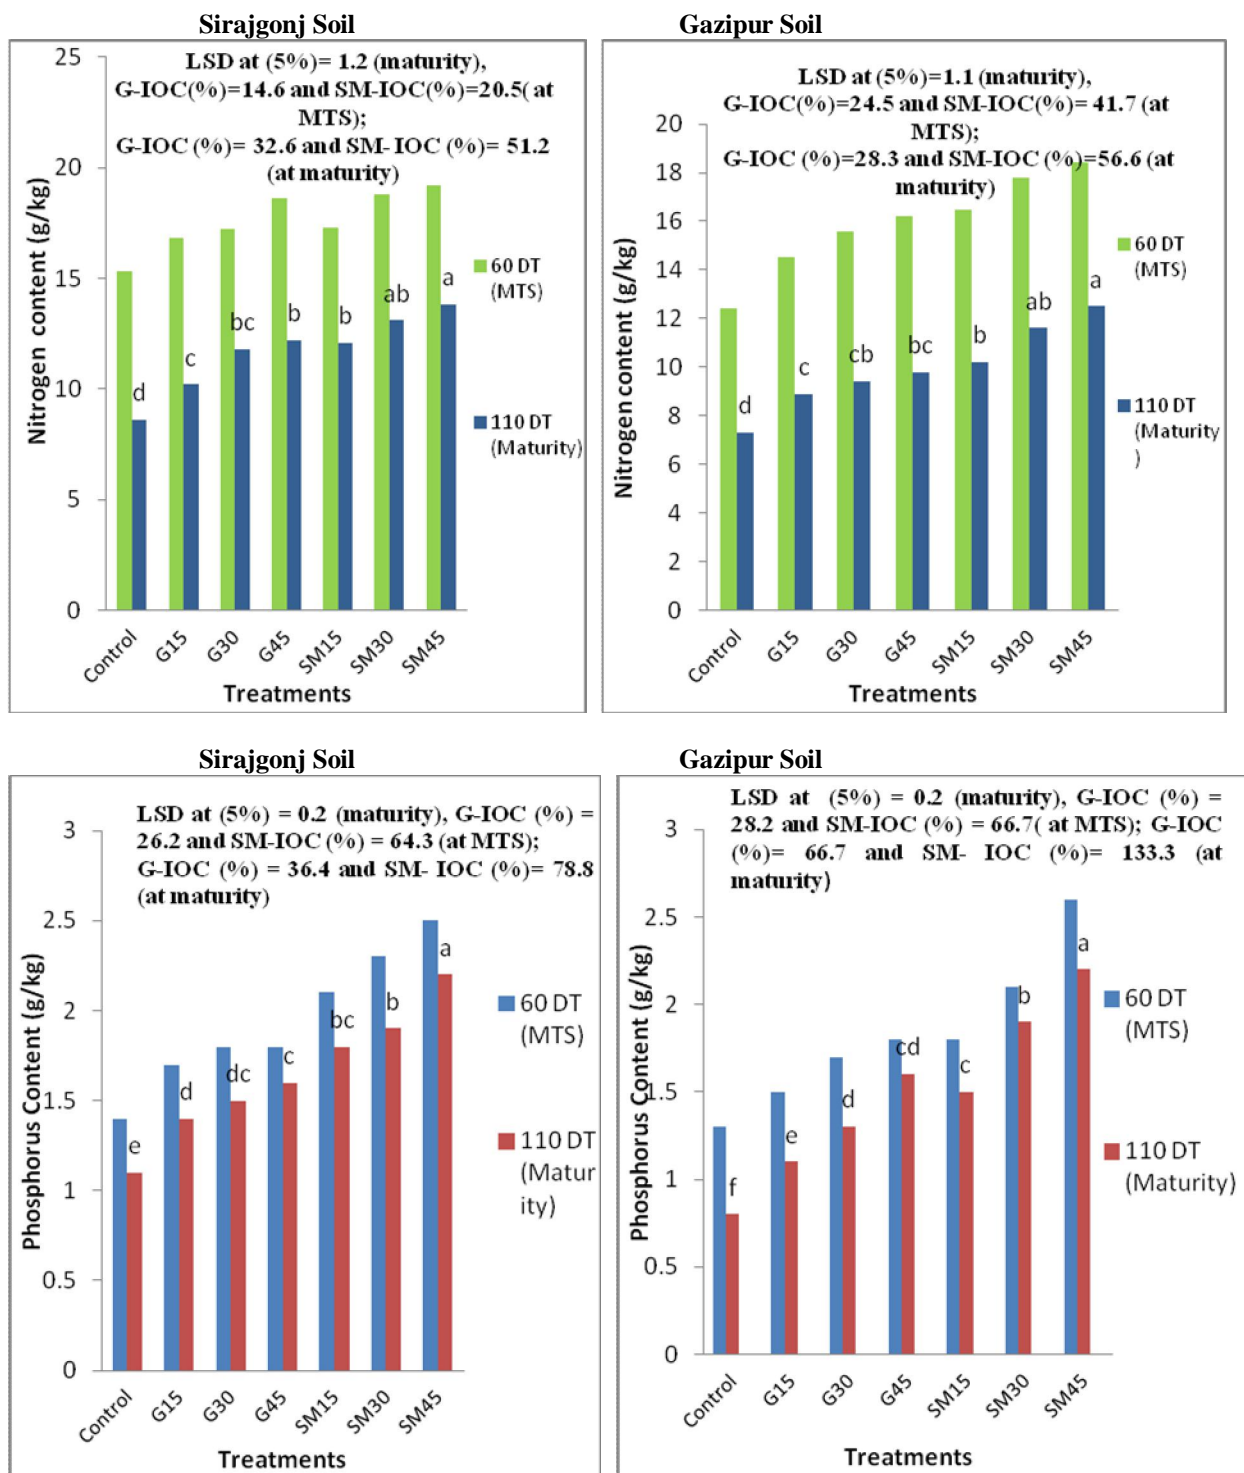 Sirajgonj Soil
Gazipur Soil
LSD at (5%)= 1.2 (maturity),
G-IOC(%)=14.6 and SM-IOC(%)=20.5( at
MTS);
G-IOC (%)= 32.6 and SM- IOC (%)= 51.2
(at maturity)
25
20
15
10
5
0
Nitrogen content (g/kg)
d
c
bc
b
b
ab
a
60 DT
(MTS)
110 DT
(Maturity)
Control
G15
G30
G45
SM15
SM30
SM45
Treatments
LSD at (5%)=1.1 (maturity),
G-IOC(%)=24.5 and SM-IOC(%)= 41.7 (at
MTS);
G-IOC (%)=28.3 and SM-IOC (%)=56.6 (at
maturity)
20
18
16
14
12
10
8
6
4
2
0
Nitrogen content (g/kg)
d
c
cb
bc
b
ab
a
60 DT
(MTS)
110 DT
(Maturity
)
Control
G15
G30
G45
SM15
SM30
SM45
Treatments
Sirajgonj Soil
Gazipur Soil
LSD at (5%) = 0.2 (maturity), G-IOC (%) =
26.2 and SM-IOC (%) = 64.3 (at MTS);
G-IOC (%) = 36.4 and SM- IOC (%)= 78.8
(at maturity)
3
2.5
2
1.5
1
0.5
0
Phosphorus Content (g/kg)
e
d
dc
c
bc
b
a
60 DT
(MTS)
110 DT
(Matur
ity)
Control
G15
G30
G45
SM15
SM30
SM45
Treatments
LSD at (5%) = 0.2 (maturity), G-IOC (%) =
28.2 and SM-IOC (%) = 66.7( at MTS); G-IOC
(%)= 66.7 and SM- IOC (%)= 133.3 (at
maturity)
3
2.5
2
1.5
1
0.5
0
Phosphorus Content (g/kg)
f
e
d
cd
c
b
a
60 DT
(MTS)
110 DT
(Maturity)
Control
G15
G30
G45
SM15
SM30
SM45
Treatments